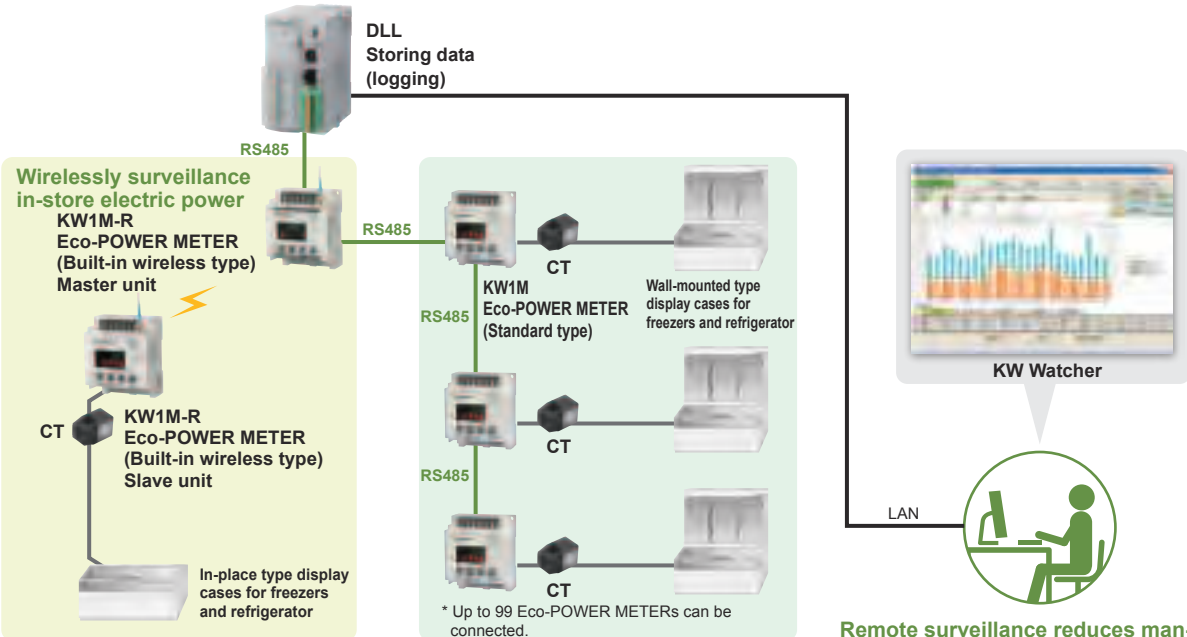 DLL
Storing data
(logging)
RS485
Wirelessly surveillance
in-store electric power
KW1M-R
Eco-POWER METER
(Built-in wireless type)
Master unit
RS485
CT
KW1M
Eco-POWER METER
(Standard type)
Wall-mounted type
display cases for
freezers and refrigerator
RS485
KW Watcher
CT
KW1M-R
Eco-POWER METER
(Built-in wireless type)
Slave unit
CT
RS485
LAN
In-place type display
cases for freezers
and refrigerator
CT
* Up to 99 Eco-POWER METERs can be
connected.
Remote surveillance reduces man-